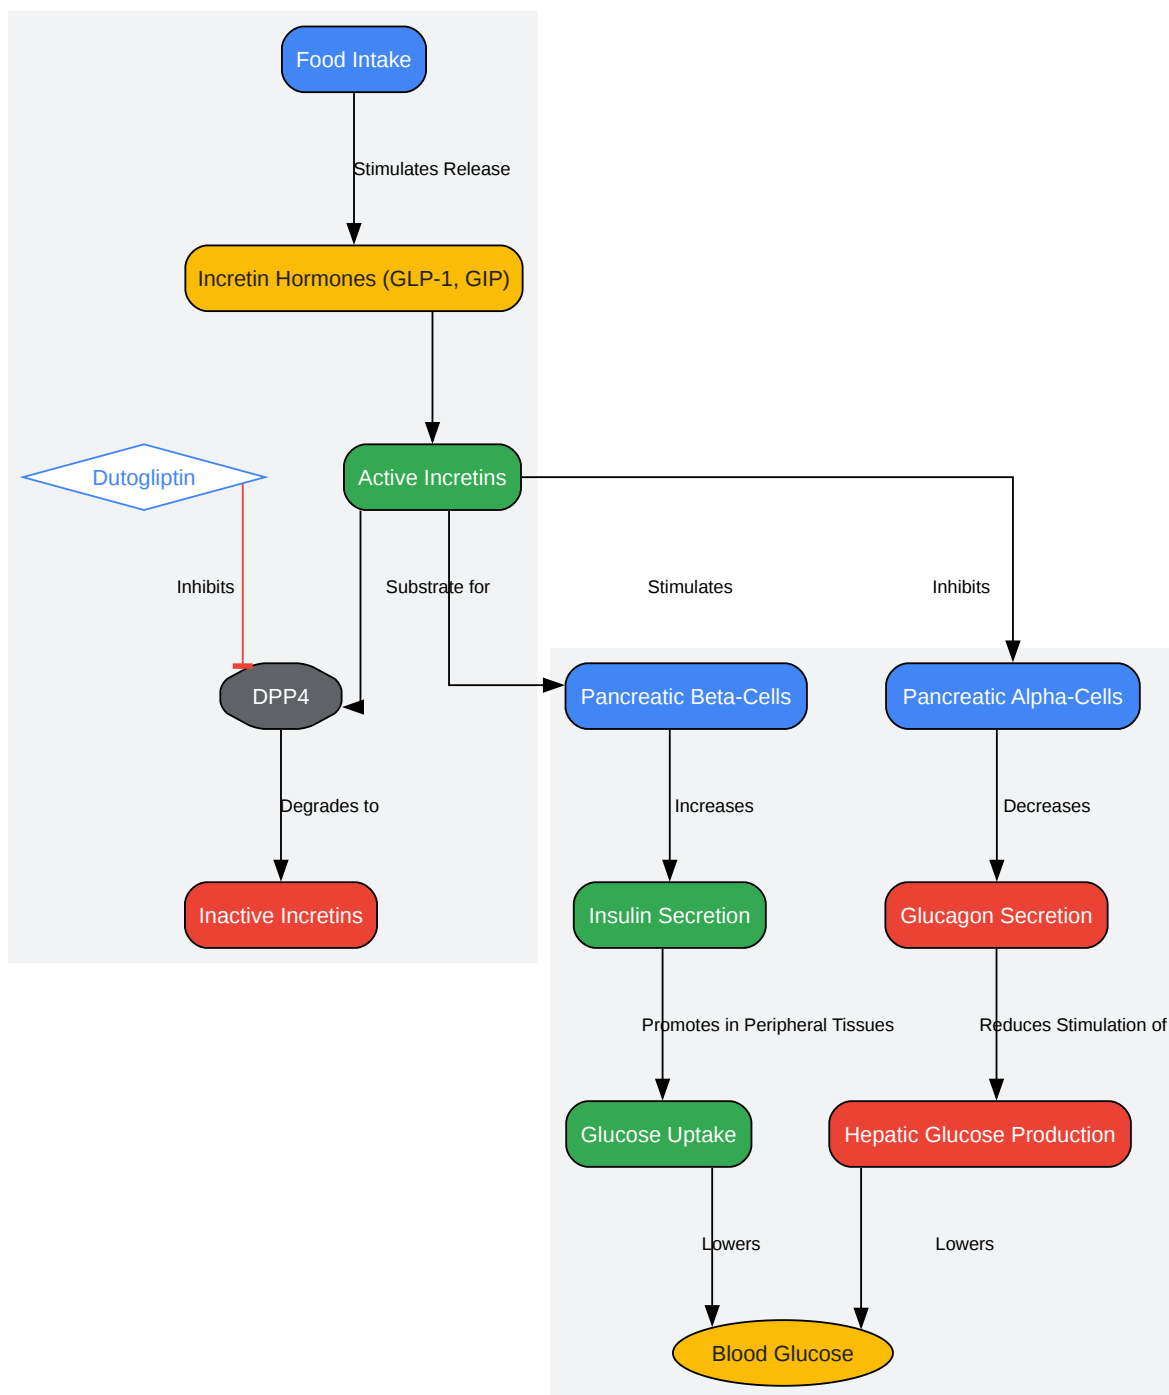 Food Intake
Stimulates Release
Incretin Hormones (GLP-1, GIP)
Dutogliptin
Active Incretins
Inhibits
Substrate for
Stimulates
Inhibits
DPP4
Pancreatic Beta-Cells
Pancreatic Alpha-Cells
Degrades to
Increases
Decreases
Inactive Incretins
Insulin Secretion
Glucagon Secretion
Promotes in Peripheral Tissues
Reduces Stimulation of
Glucose Uptake
Hepatic Glucose Production
Lowers
Lowers
Blood Glucose